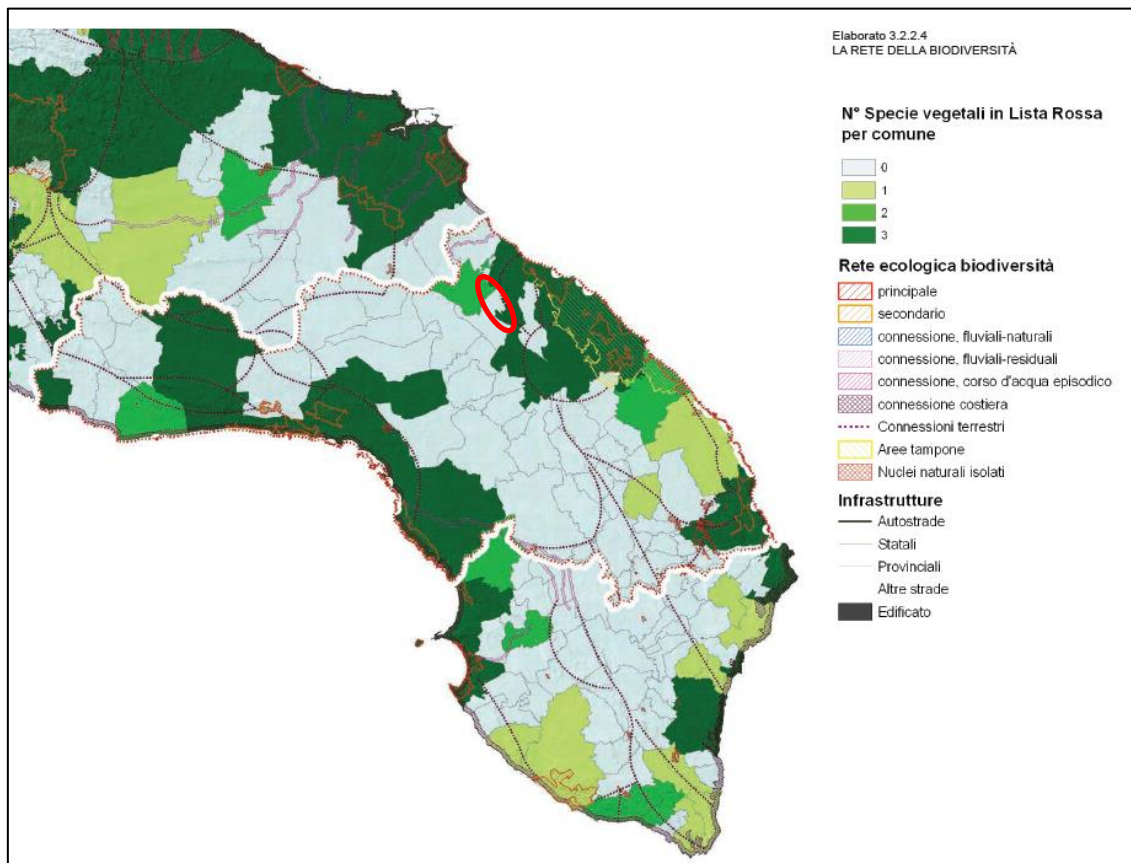 Elaborato 3.2.2.4
LA RETE DELLA BIODIVERSITÀ
N° Specie vegetali in Lista Rossa
per comune
0
1
2
3
Rete ecologica biodiversità
principale
secondario
connessione, fluviali-naturali
connessione, fluviali-residuali
connessione, corso d'acqua episodico
connessione costiera
Connessioni terrestri
Aree tampone
Nuclei naturali isolati
Infrastrutture
Autostrade
Statali
Provinciali
Altre strade
Edificato